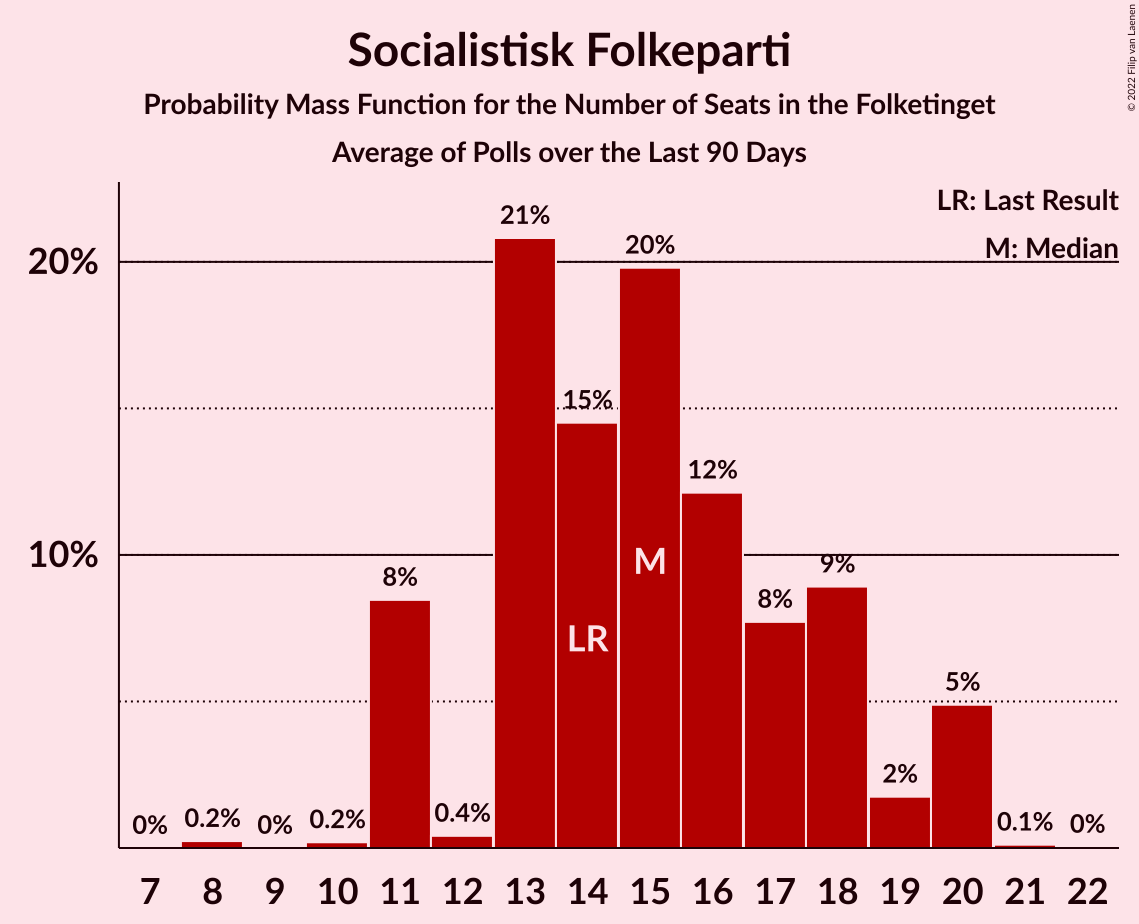 Socialistisk Folkeparti
Probability Mass Function for the Number of Seats in the Folketinget
Average of Polls over the Last 90 Days
© 2022 Filip van Laenen
LR: Last Result
M: Median
20%
10%
0%
0.2%
0%
0.2%
8%
0.4%
21%
15%
20%
12%
8%
9%
2%
5%
0.1%
0%
M
LR
7 8 9 10 11 12 13 14 15 16 17 18 19 20 21 22